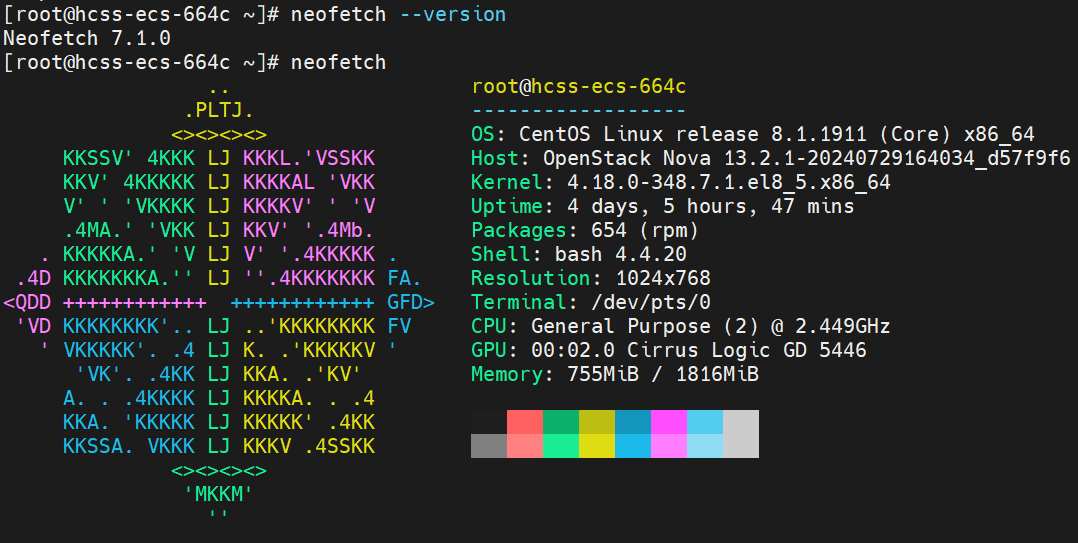 [root@hcss-ecs-664c ~]# neofetch --version
Neofetch 7.1.0
[root@hcss-ecs-664c ~]# neofetch
                 ..                    root@hcss-ecs-664c
               .PLTJ.                  ------------------
              <><><><>                 OS: CentOS Linux release 8.1.1911 (Core) x86_64
     KKSSV' 4KKK LJ KKKL.'VSSKK        Host: OpenStack Nova 13.2.1-20240729164034_d57f9f6
     KKV' 4KKKKK LJ KKKKAL 'VKK        Kernel: 4.18.0-348.7.1.el8_5.x86_64
     V' ' 'VKKKK LJ KKKKV' ' 'V        Uptime: 4 days, 5 hours, 47 mins
     .4MA.' 'VKK LJ KKV' '.4Mb.        Packages: 654 (rpm)
   . KKKKKA.' 'V LJ V' '.4KKKKK .      Shell: bash 4.4.20
 .4D KKKKKKKA.'' LJ ''.4KKKKKKK FA.    Resolution: 1024x768
<QDD ++++++++++++  ++++++++++++ GFD>   Terminal: /dev/pts/0
 'VD KKKKKKKK'.. LJ ..'KKKKKKKK FV     CPU: General Purpose (2) @ 2.449GHz
   ' VKKKKK'. .4 LJ K. .'KKKKKV '      GPU: 00:02.0 Cirrus Logic GD 5446
      'VK'. .4KK LJ KKA. .'KV'         Memory: 755MiB / 1816MiB
     A. . .4KKKK LJ KKKKA. . .4
     KKA. 'KKKKK LJ KKKKK' .4KK
     KKSSA. VKKK LJ KKKV .4SSKK
              <><><><>
               'MKKM'
                 ''